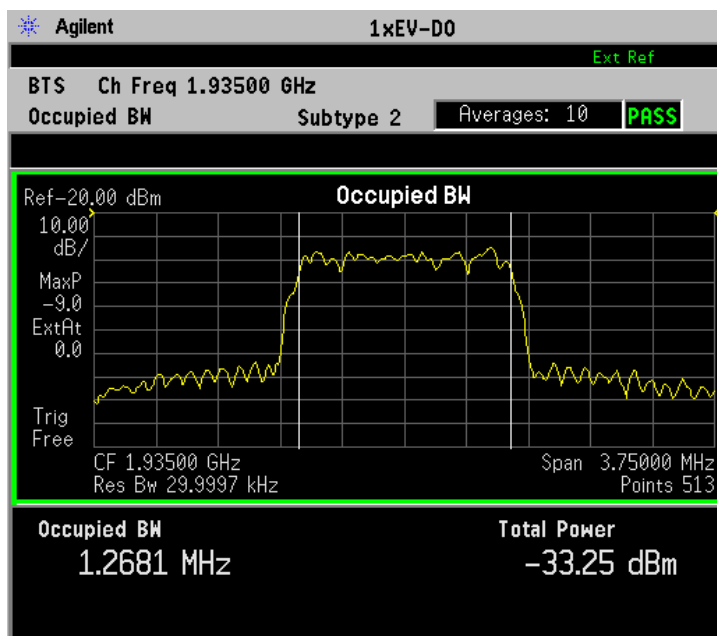 Agilent 1xEV-DO
Ext Ref
BTS Ch Freq 1.93500 GHz
Occupied BW Subtype 2 Averages: 10 PASS
Ref-20.00 dBm Occupied BW
10.00
dB/
MaxP
-9.0
ExtAt
0.0
Trig
Free
CF 1.93500 GHz Span 3.75000 MHz
Res Bw 29.9997 kHz Points 513
Occupied BW Total Power
1.2681 MHz -33.25 dBm